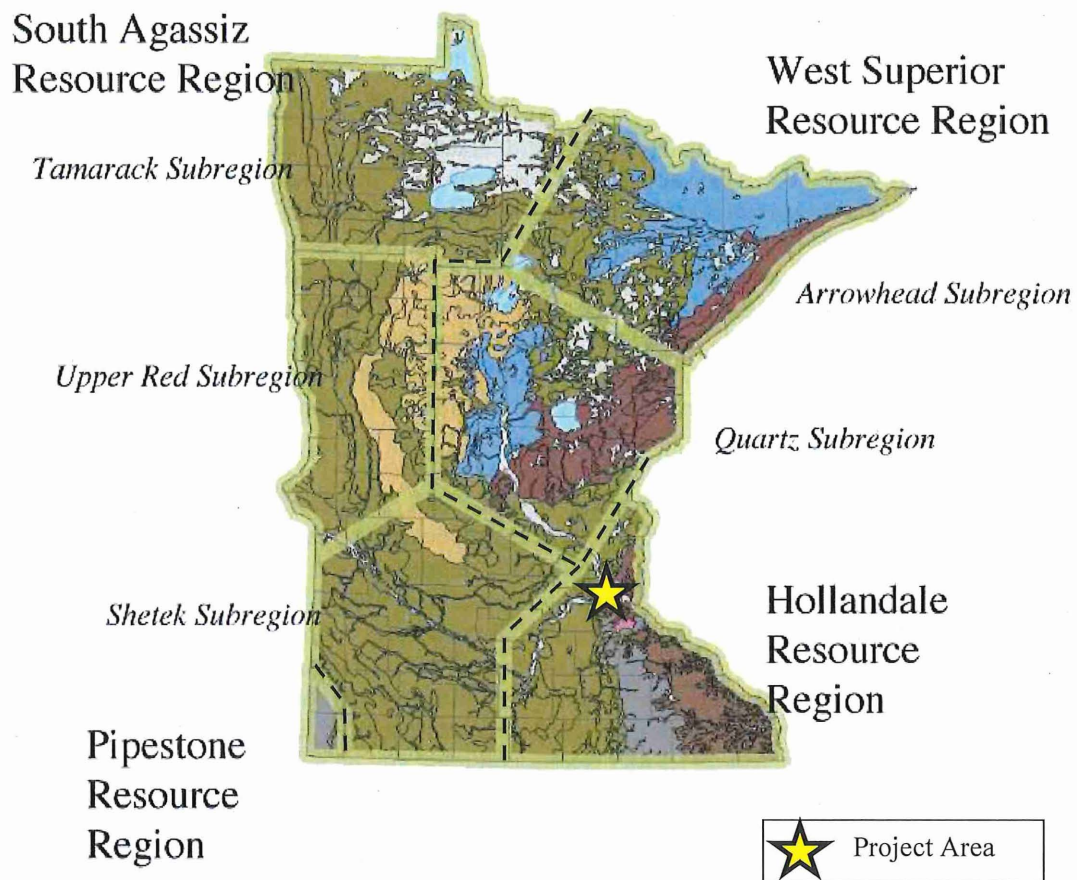 South Agassiz
Resource Region
West Superior
Resource Region
Tamarack Subregion
Arrowhead Subregion
Upper Red Subregion
Quartz Subregion
Shetek Subregion
Hollandale
Resource
Region
Pipestone
Resource
Region
Project Area